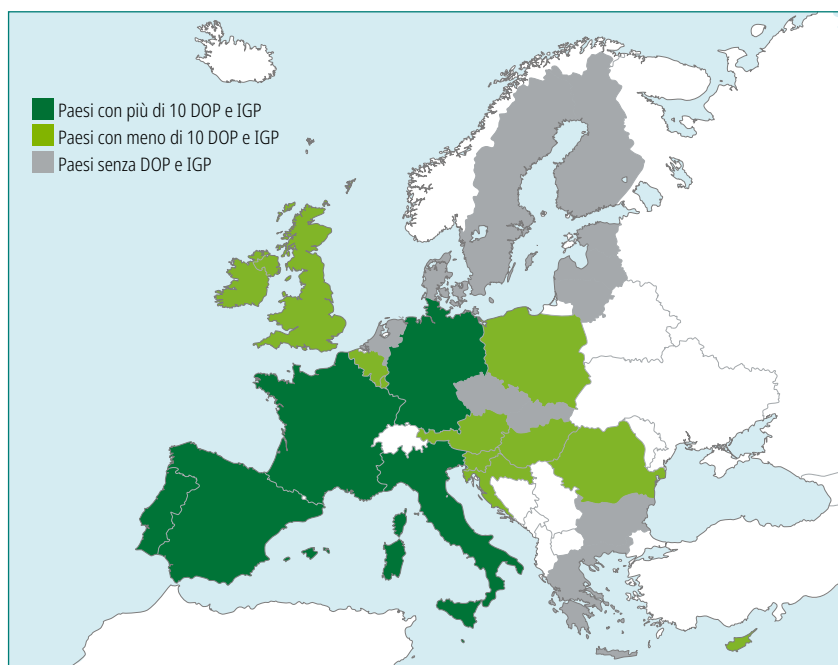 Paesi con più di 10 DOP e IGP
Paesi con meno di 10 DOP e IGP
Paesi senza DOP e IGP